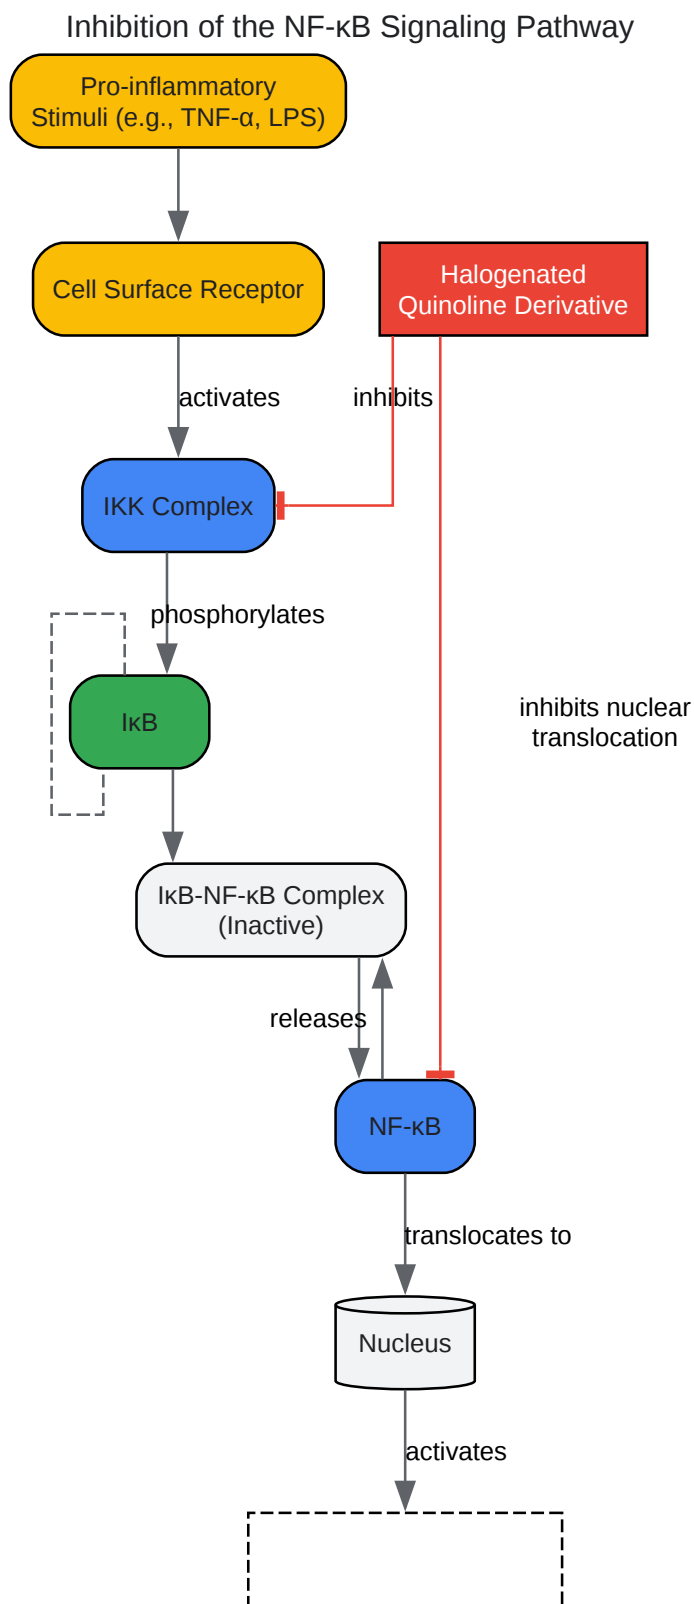 Inhibition of the NF-κB Signaling Pathway
Pro-inflammatory
Stimuli (e.g., TNF-α, LPS)
Cell Surface Receptor
Halogenated
Quinoline Derivative
activates
inhibits
IKK Complex
phosphorylates
inhibits nuclear
translocation
IκB
IκB-NF-κB Complex
(Inactive)
releases
NF-κB
translocates to
Nucleus
activates